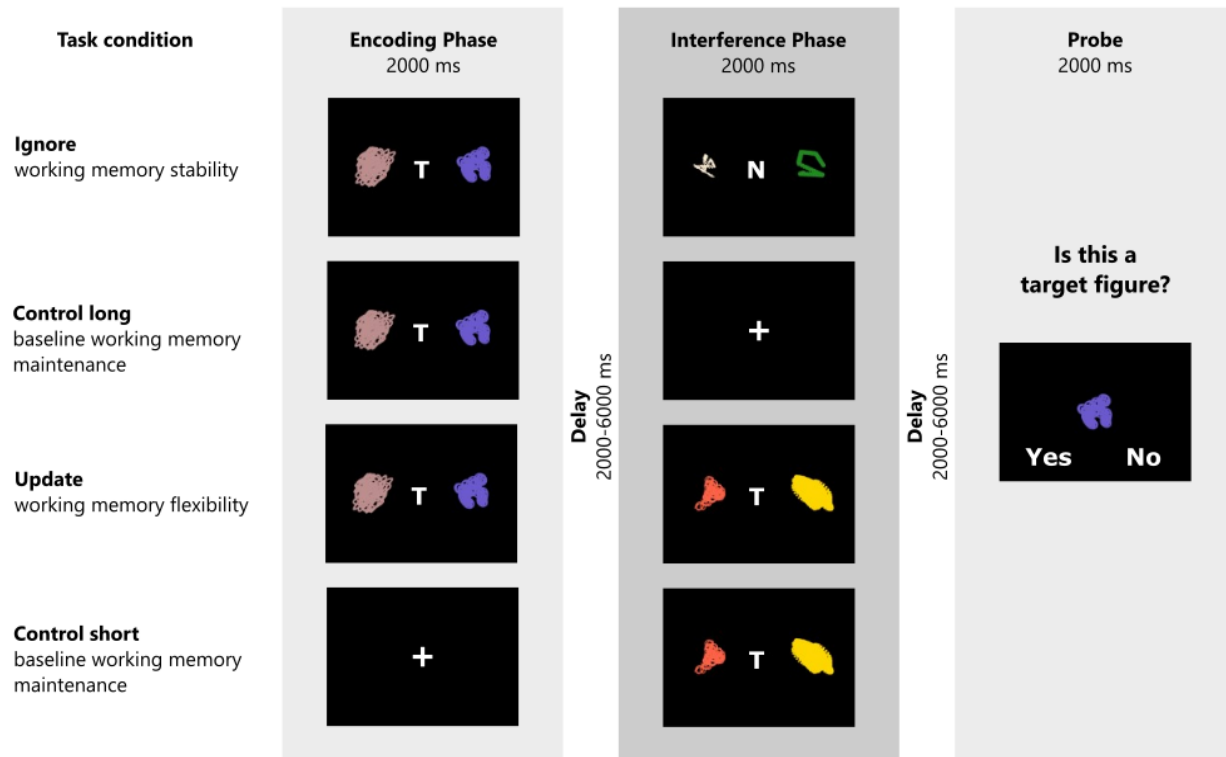 Task condition
Encoding Phase
2000 ms
Interference Phase
2000 ms
Probe
2000 ms
Ignore
working memory stability
T
N
Control long
baseline working memory
maintenance
T
+
Update
working memory flexibility
T
T
Control short
baseline working memory
maintenance
+
T
Delay
2000-6000 ms
Delay
2000-6000 ms
Is this a
target figure?
Yes No